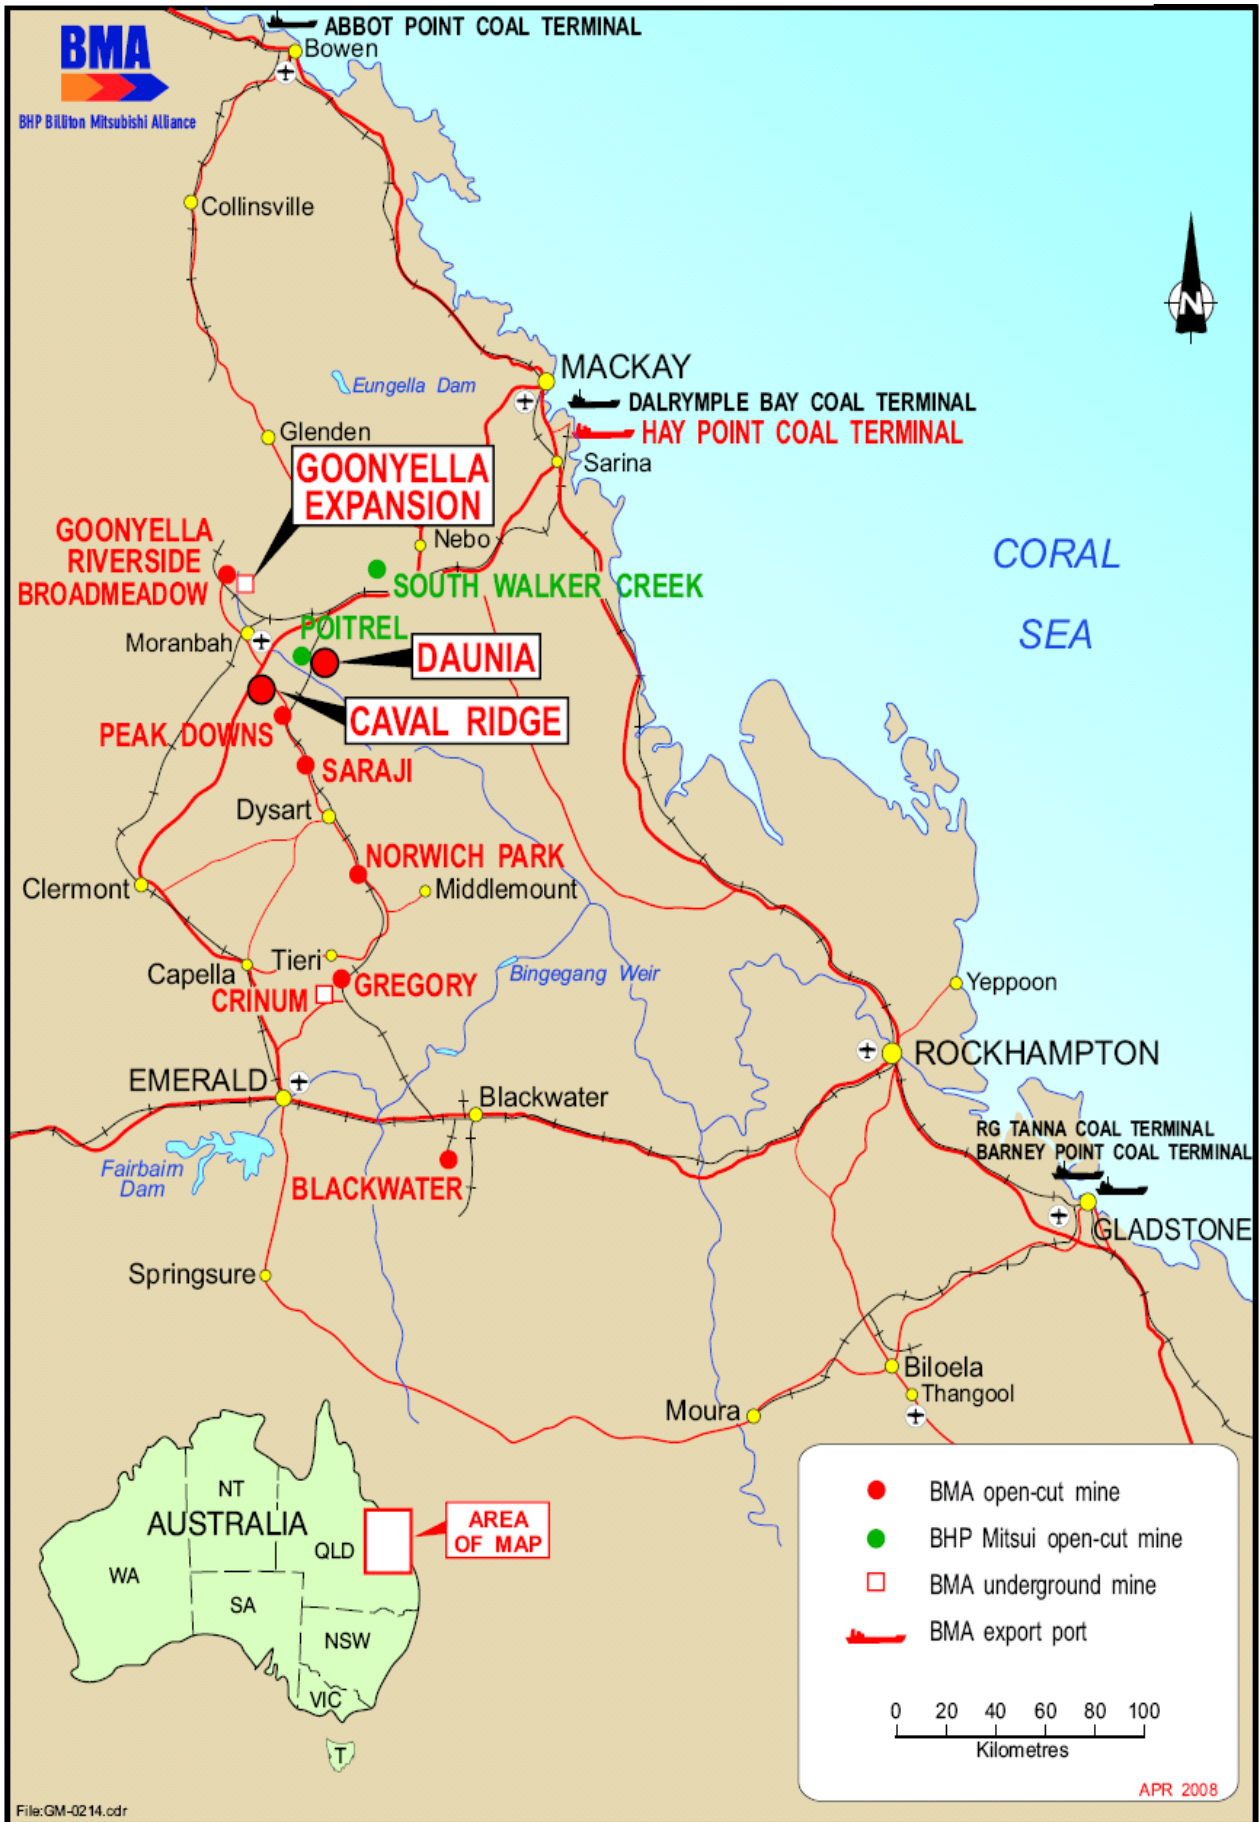 ABBOT POINT COAL TERMINAL
BMA
BHP Billiton Mitsubishi Alliance
Bowen
Collinsville
N
MACKAY
Eungella Dam
DALRYMPLE BAY COAL TERMINAL
HAY POINT COAL TERMINAL
Glenden
Sarina
GOONYELLA
EXPANSION
GOONYELLA
RIVERSIDE
BROADMEADOW
Nebo
CORAL
SEA
SOUTH WALKER CREEK
Moranbah
POITREL
DAUNIA
CAVAL RIDGE
PEAK DOWNS
SARAJI
Dysart
NORWICH PARK
Clermont
Middlemount
Tieri
Capella
Bingegang Weir
GREGORY
CRINUM
Yeppoon
ROCKHAMPTON
EMERALD
Blackwater
RG TANNA COAL TERMINAL
BARNEY POINT COAL TERMINAL
Fairbaim
Dam
BLACKWATER
GLADSTONE
Springsure
Biloela
Thangool
Moura
NT
AUSTRALIA
QLD
WA
SA
NSW
VIC
T
AREA
OF MAP
BMA open-cut mine
BHP Mitsui open-cut mine
BMA underground mine
BMA export port
0 20 40 60 80 100
Kilometres
APR 2008
File:GM-0214.cdr